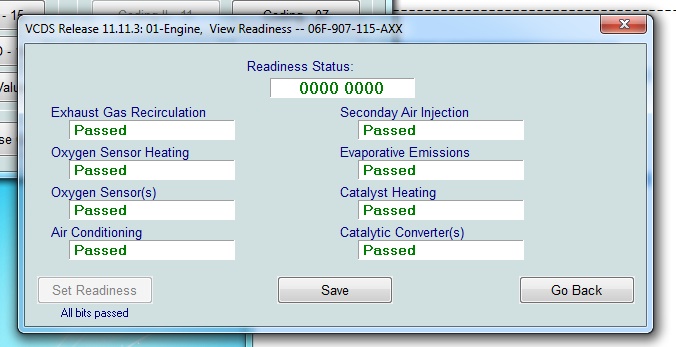 VCDS Release 11.11.3: 01-Engine, View Readiness -- 06F-907-115-AXX
Readiness Status:
0000 0000
Exhaust Gas Recirculation
Passed
Seconday Air Injection
Passed
Oxygen Sensor Heating
Passed
Evaporative Emissions
Passed
Oxygen Sensor(s)
Passed
Catalyst Heating
Passed
Air Conditioning
Passed
Catalytic Converter(s)
Passed
Set Readiness
Save
Go Back
All bits passed